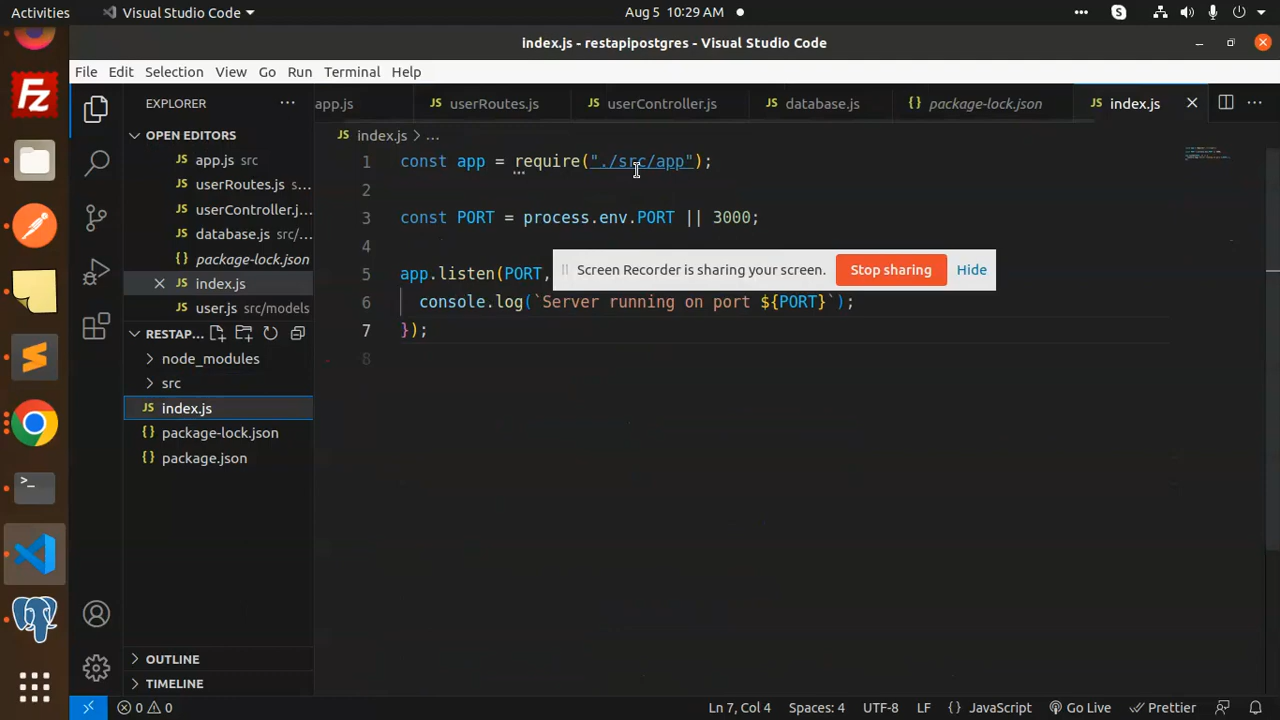 Activities
Visual Studio Code
Aug 5 10:29 AM
index.js - restapipostgres - Visual Studio Code
File Edit Selection View Go Run Terminal Help
EXPLORER
app.js
userRoutes.js
userController.js
database.js
package-lock.json
index.js
OPEN EDITORS
app.js src
userRoutes.js s...
userController.j...
database.js src/...
package-lock.json
index.js
user.js src/models
RESTAP...
node_modules
src
index.js
package-lock.json
package.json
OUTLINE
TIMELINE
index.js > ...
1 const app = require("./src/app");
2
3 const PORT = process.env.PORT || 3000;
4
5 app.listen(PORT,
6 console.log(`Server running on port ${PORT}`);
7 });
8
Screen Recorder is sharing your screen.
Stop sharing
Hide
0 0
Ln 7, Col 4
Spaces: 4
UTF-8
LF
{ } JavaScript
Go Live
Prettier